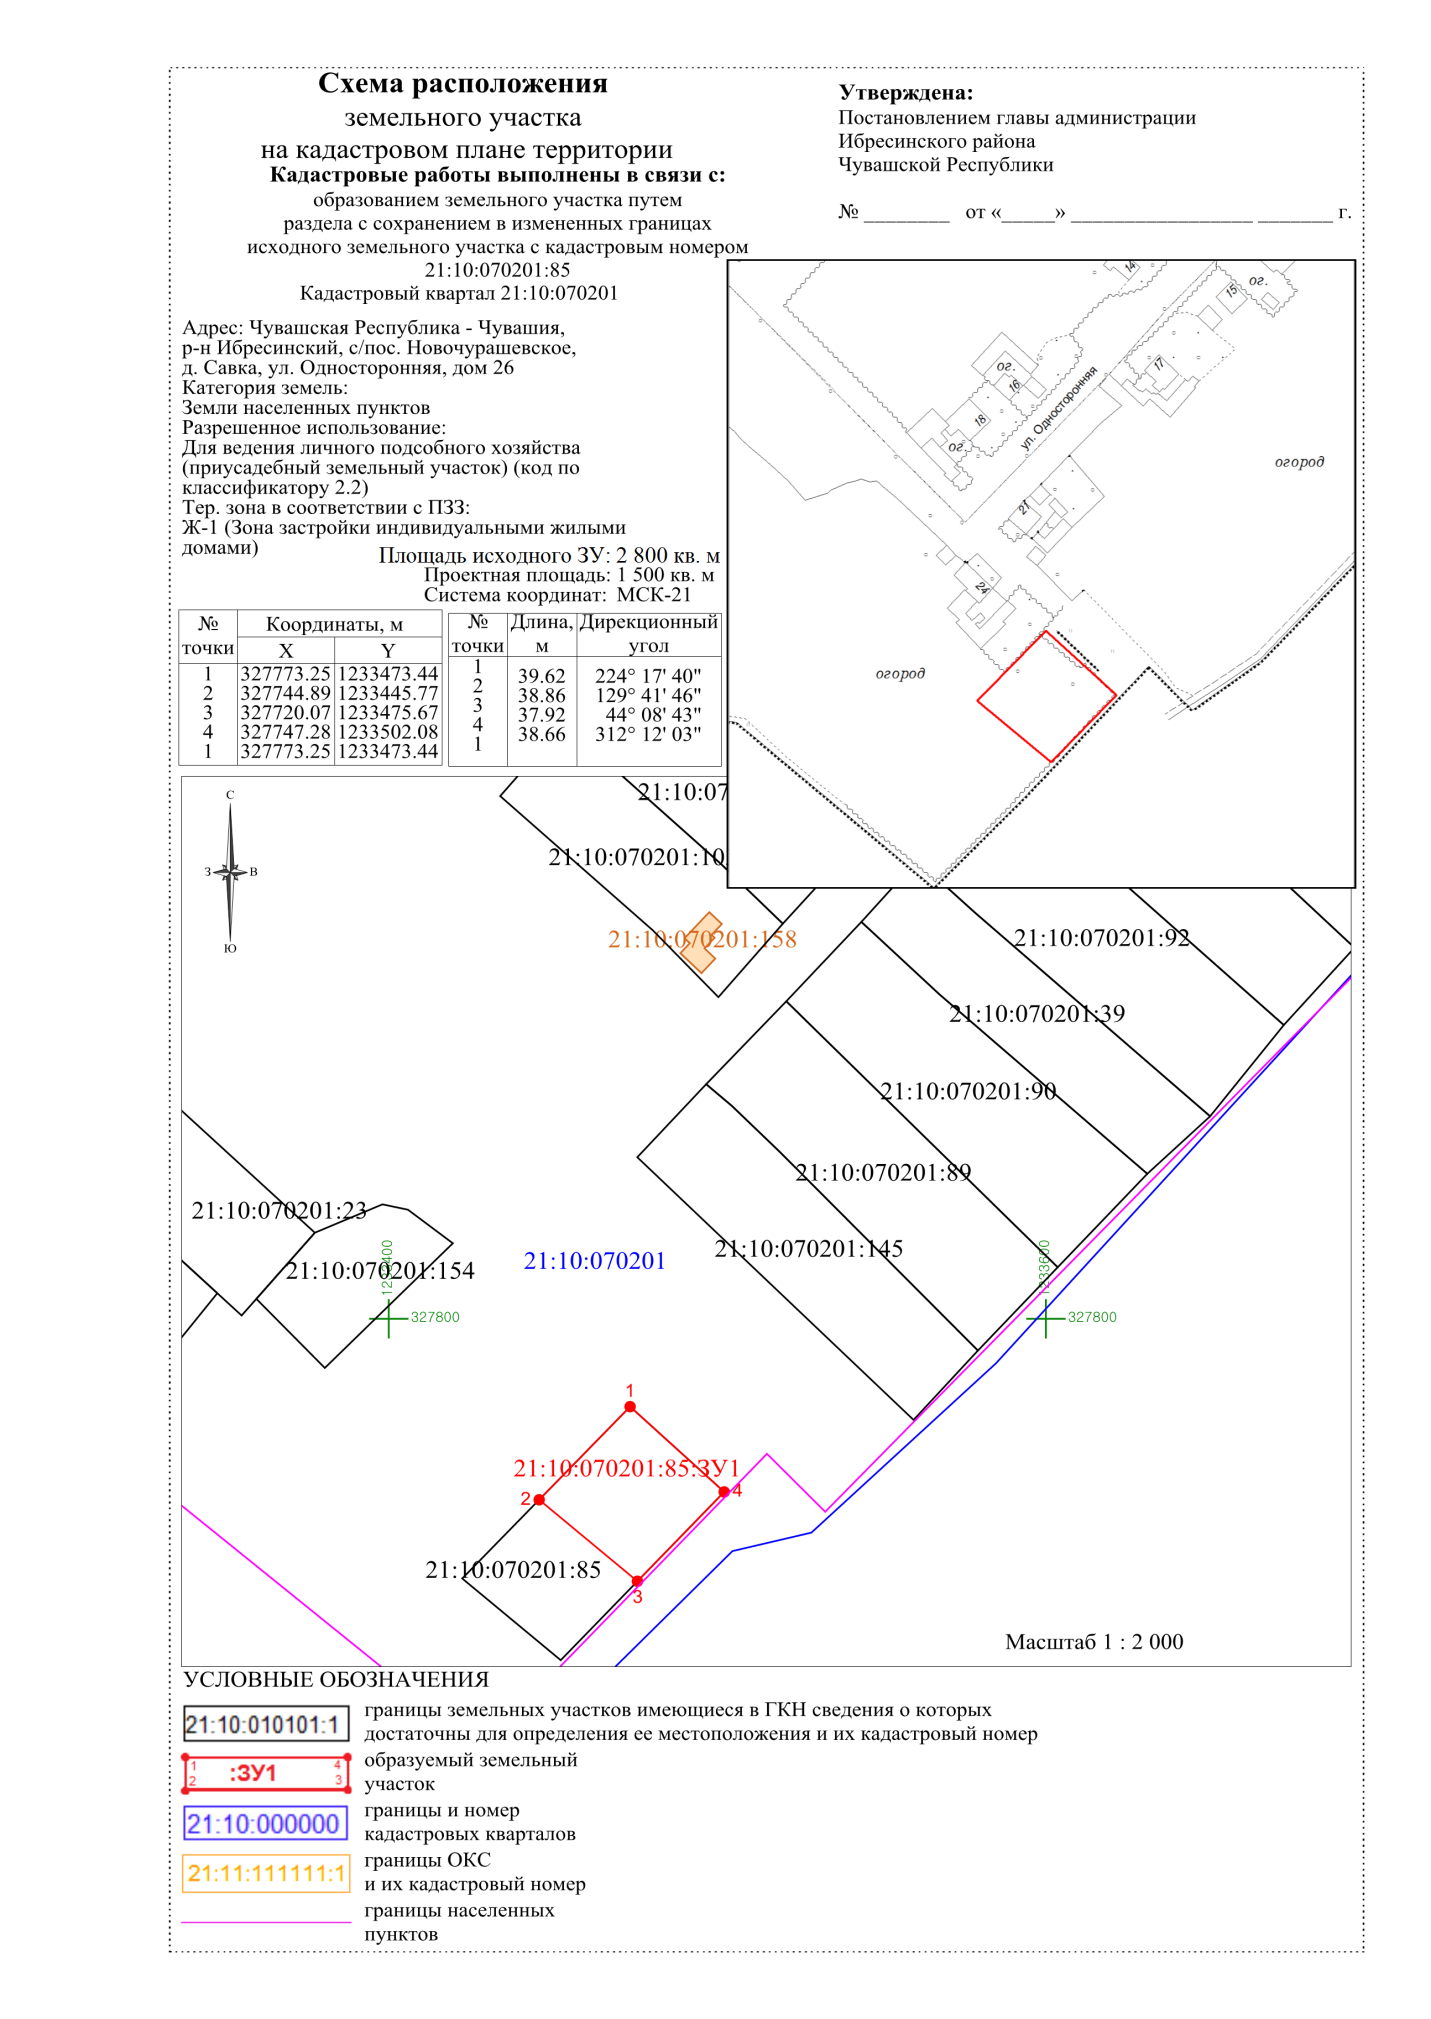 Схема расположения
земельного участка
на кадастровом плане территории
Кадастровые работы выполнены в связи с:
образованием земельного участка путем
раздела с сохранением в измененных границах
исходного земельного участка с кадастровым номером
21:10:070201:85
Кадастровый квартал 21:10:070201
Утверждена:
Постановлением главы администрации
Ибресинского района
Чувашской Республики
№ ________ от «_____» _________________ _______ г.
Адрес: Чувашская Республика - Чувашия,
р-н Ибресинский, с/пос. Новочурашевское,
д. Савка, ул. Односторонняя, дом 26
Категория земель:
Земли населенных пунктов
Разрешенное использование:
Для ведения личного подсобного хозяйства
(приусадебный земельный участок) (код по
классификатору 2.2)
Тер. зона в соответствии с ПЗЗ:
Ж-1 (Зона застройки индивидуальными жилыми
домами)
Площадь исходного ЗУ: 2 800 кв. м
Проектная площадь: 1 500 кв. м
Система координат: МСК-21
№ точки Координаты, м
X Y
1 327773.25 1233473.44
2 327744.89 1233445.77
3 327720.07 1233475.67
4 327747.28 1233502.08
1 327773.25 1233473.44
№ Длина, Дирекционный
точки м угол
1
39.62 224° 17' 40"
2
38.86 129° 41' 46"
3
37.92 44° 08' 43"
4
38.66 312° 12' 03"
1
14
15
ог.
ог.
16
17
18
ог.
ул. Односторонняя
огород
21
24
огород
С
З В
Ю
21:10:07
21:10:070201:10
21:10:070201:158
21:10:070201:92
21:10:070201:39
21:10:070201:90
21:10:070201:89
21:10:070201:145
21:10:070201:23
21:10:070201:154
21:10:070201
1233400
327800
1233600
327800
1
21:10:070201:85:ЗУ1
2
4
21:10:070201:85
3
Масштаб 1 : 2 000
УСЛОВНЫЕ ОБОЗНАЧЕНИЯ
21:10:010101:1
границы земельных участков имеющиеся в ГКН сведения о которых
достаточны для определения ее местоположения и их кадастровый номер
1 4
:ЗУ1
2 3
образуемый земельный
участок
21:10:000000
границы и номер
кадастровых кварталов
21:11:111111:1
границы ОКС
и их кадастровый номер
границы населенных
пунктов